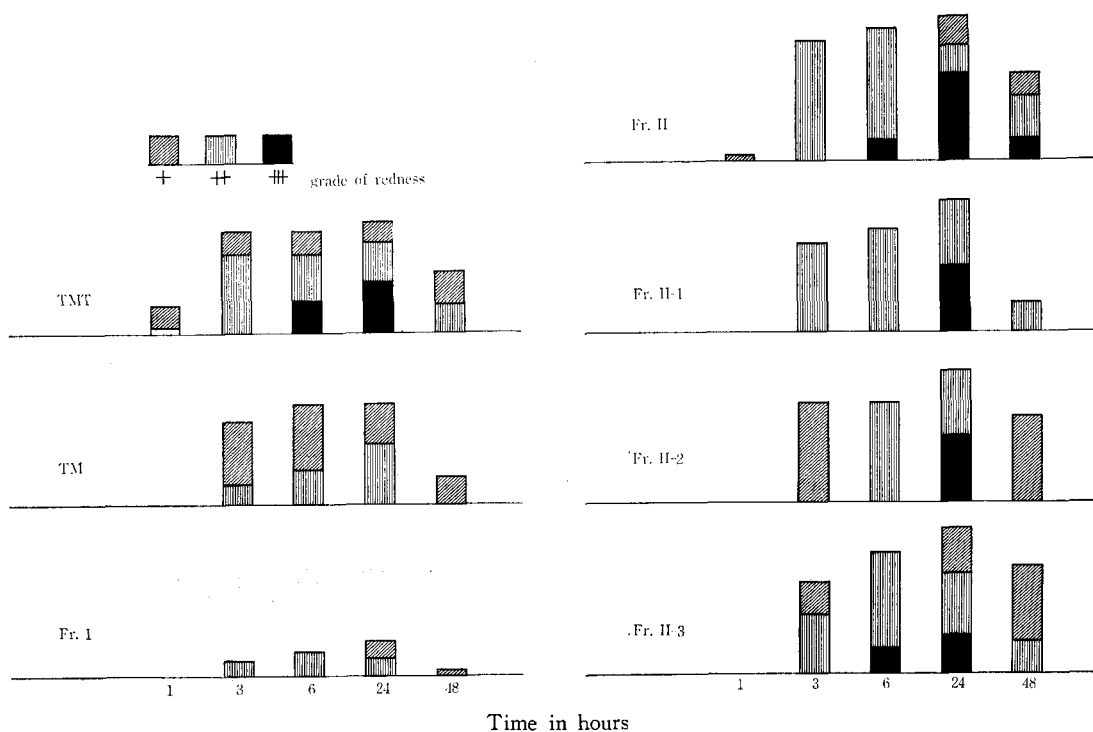 + ++ +++ grade of redness
TMT
TM
Fr. I
1 3 6 24 48
Fr. II
Fr. II-1
Fr. II-2
Fr. II-3
1 3 6 24 48
Time in hours